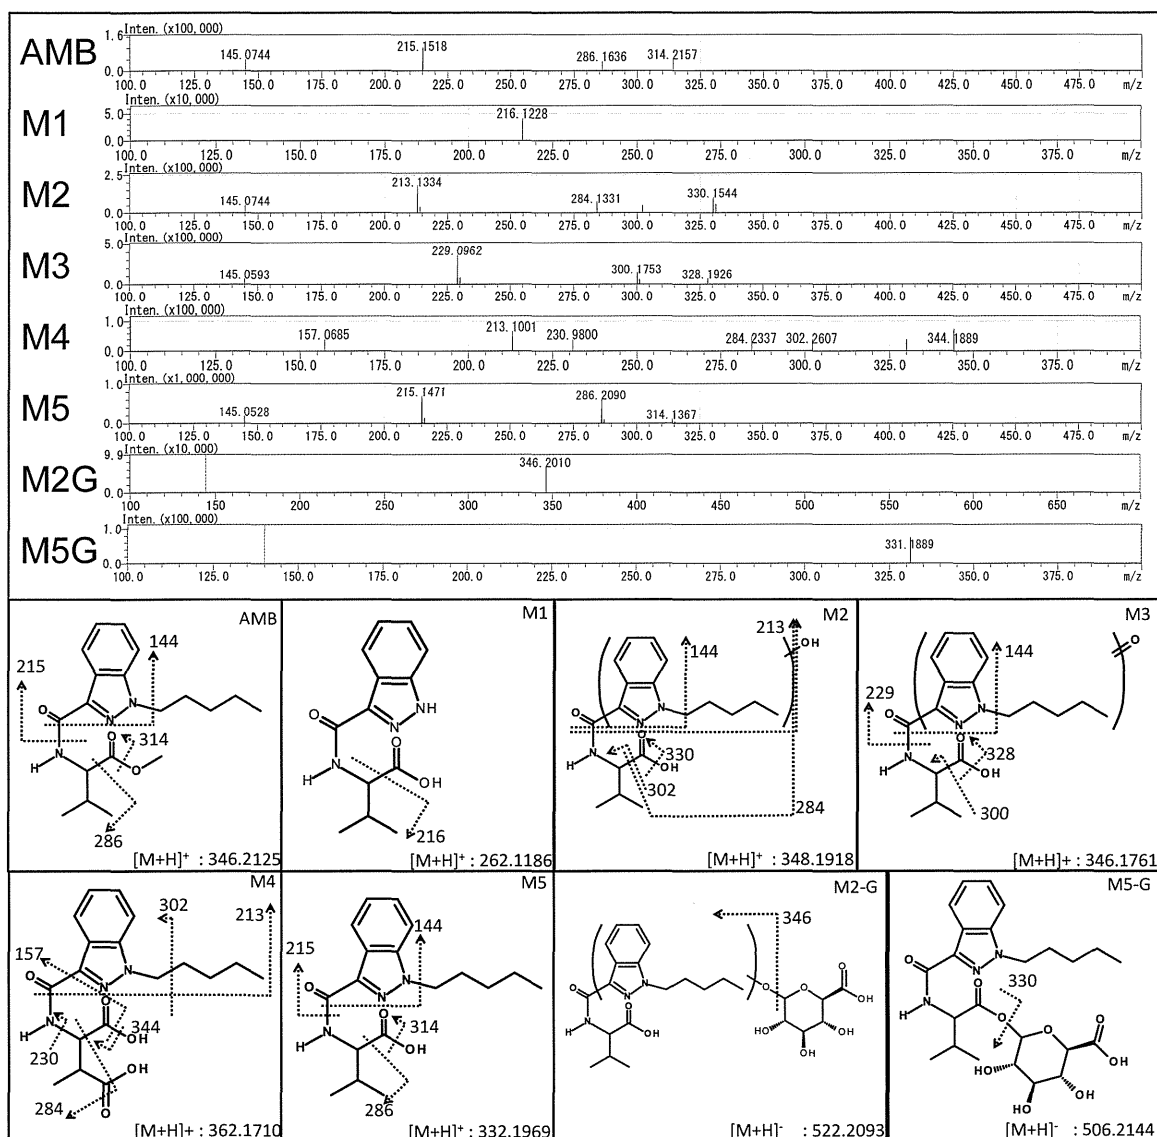 AMB
Inten. (x100,000)
1.6
0.0
145.0744
215.1518
286.1636
314.2157
100.0 125.0 150.0 175.0 200.0 225.0 250.0 275.0 300.0 325.0 350.0 375.0 400.0 425.0 450.0 475.0 m/z
M1
Inten. (x10,000)
5.0
0.0
216.1228
100.0 125.0 150.0 175.0 200.0 225.0 250.0 275.0 300.0 325.0 350.0 375.0 m/z
M2
Inten. (x100,000)
2.5
0.0
145.0744
213.1334
284.1331
330.1544
100.0 125.0 150.0 175.0 200.0 225.0 250.0 275.0 300.0 325.0 350.0 375.0 400.0 425.0 450.0 475.0 m/z
M3
Inten. (x100,000)
5.0
0.0
145.0593
229.0962
300.1753
328.1926
100.0 125.0 150.0 175.0 200.0 225.0 250.0 275.0 300.0 325.0 350.0 375.0 400.0 425.0 450.0 475.0 m/z
M4
Inten. (x100,000)
1.0
0.0
157.0685
213.1001
230.9800
284.2337
302.2607
344.1889
100.0 125.0 150.0 175.0 200.0 225.0 250.0 275.0 300.0 325.0 350.0 375.0 400.0 425.0 450.0 475.0 m/z
M5
Inten. (x1,000,000)
1.0
0.0
145.0528
215.1471
286.2090
314.1367
100.0 125.0 150.0 175.0 200.0 225.0 250.0 275.0 300.0 325.0 350.0 375.0 400.0 425.0 450.0 475.0 m/z
M2G
Inten. (x10,000)
9.9
0.0
346.2010
100 150 200 250 300 350 400 450 500 550 600 650 m/z
M5G
Inten. (x100,000)
1.0
0.0
331.1889
100.0 125.0 150.0 175.0 200.0 225.0 250.0 275.0 300.0 325.0 350.0 375.0 m/z
AMB
144
215
O
N
N
O
314
N
H
O
286
[M+H]+ : 346.2125
M1
O
NH
N
O
N
H
OH
216
[M+H]+ : 262.1186
M2
213
OH
144
O
N
N
O
330
N
H
OH
302
284
[M+H]+ : 348.1918
M3
O
144
229
O
N
N
O
328
N
H
OH
300
[M+H]+ : 346.1761
M4
302
213
157
O
N
N
O
N
H
344
OH
230
OH
284
O
[M+H]+ : 362.1710
M5
144
215
O
N
N
O
314
N
H
OH
286
[M+H]+ : 332.1969
M2-G
346
O
N
N
O
N
H
OH
O
O
O
OH
HO
OH
OH
[M+H]- : 522.2093
M5-G
O
N
N
330
O
N
H
O
O
O
OH
HO
HO
OH
[M+H]- : 506.2144